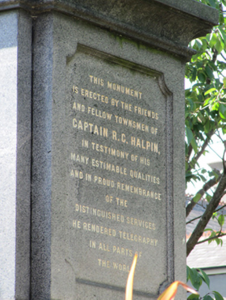 THIS MONUMENT
IS ERECTED BY THE FRIENDS
AND FELLOW TOWNSMEN OF
CAPTAIN R.C. HALPIN,
IN TESTIMONY OF HIS
MANY ESTIMABLE QUALITIES
AND IN PROUD REMEMBRANCE
OF THE
DISTINGUISHED SERVICES
HE RENDERED TELEGRAPHY
IN ALL PARTS OF
THE WORLD